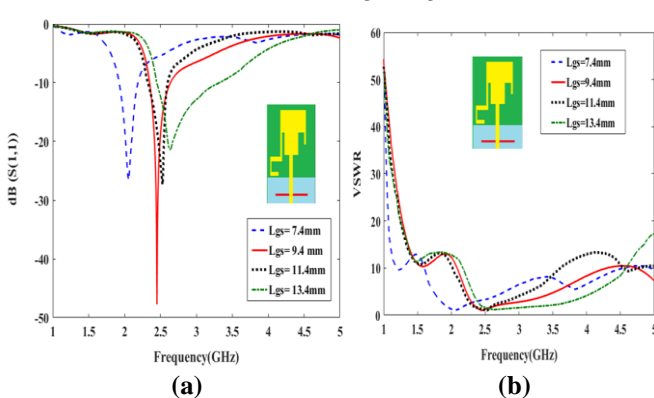 0
-10
-20
-30
-40
-50
dB (S(1,1))
1 1.5 2 2.5 3 3.5 4 4.5 5
Frequency(GHz)
Lgs= 7.4mm
Lgs= 9.4 mm
Lgs= 11.4mm
Lgs= 13.4mm
(a)
60
50
40
30
20
10
0
VSWR
1 1.5 2 2.5 3 3.5 4 4.5 5
Frequency(GHz)
Lgs=7.4mm
Lgs=9.4mm
Lgs=11.4mm
Lgs=13.4mm
(b)